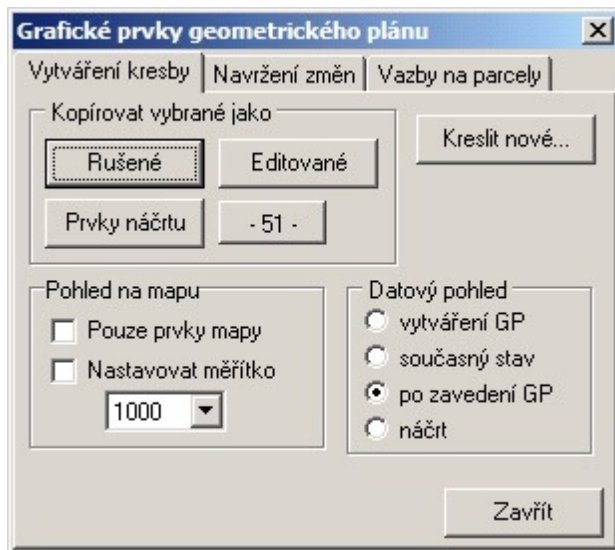 Grafické prvky geometrického plánu
Vytváření kresby Navržení změn Vazby na parcely
Kopírovat vybrané jako
Rušené Editované
Kreslit nové...
Prvky náčrtu - 51 -
Pohled na mapu
Pouze prvky mapy
Nastavovat měřítko
1000
Datový pohled
vytváření GP
současný stav
po zavedení GP
náčrt
Zavřít